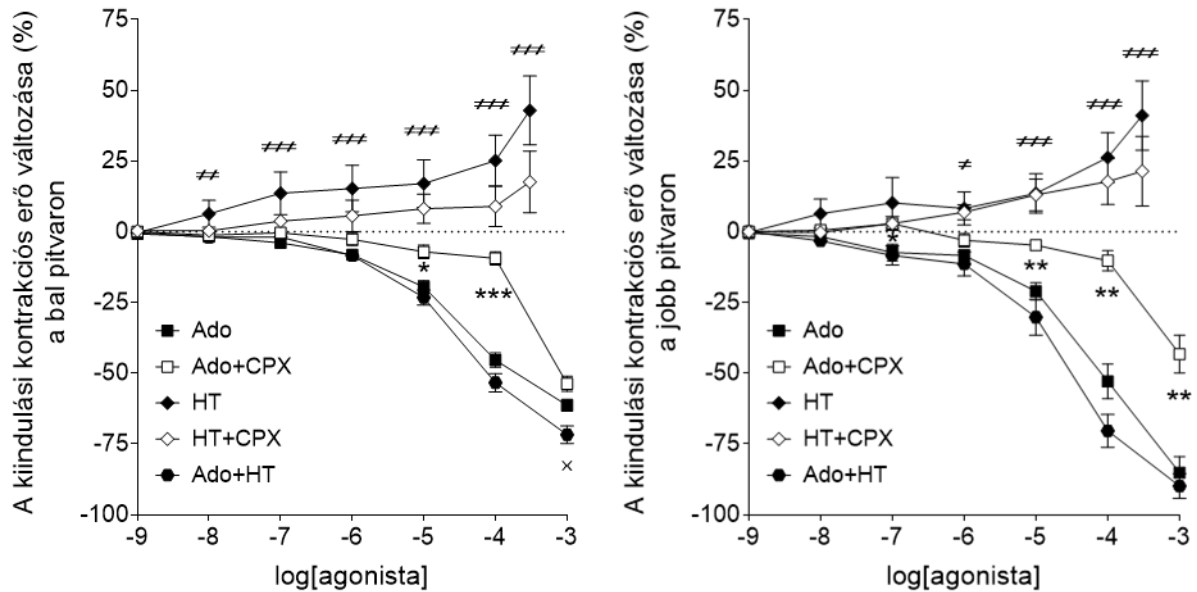 A kiindulási kontrakciós erő változása (%)
a bal pitvaron
75
50
25
0
-25
-50
-75
-100
≠≠
≠≠≠
≠≠≠
≠≠≠
≠≠≠
≠≠≠
*
***
×
Ado
Ado+CPX
HT
HT+CPX
Ado+HT
-9 -8 -7 -6 -5 -4 -3
log[agonista]
A kiindulási kontrakciós erő változása (%)
a jobb pitvaron
75
50
25
0
-25
-50
-75
-100
≠
≠≠≠
≠≠≠
≠≠≠
*
**
**
**
Ado
Ado+CPX
HT
HT+CPX
Ado+HT
-9 -8 -7 -6 -5 -4 -3
log[agonista]